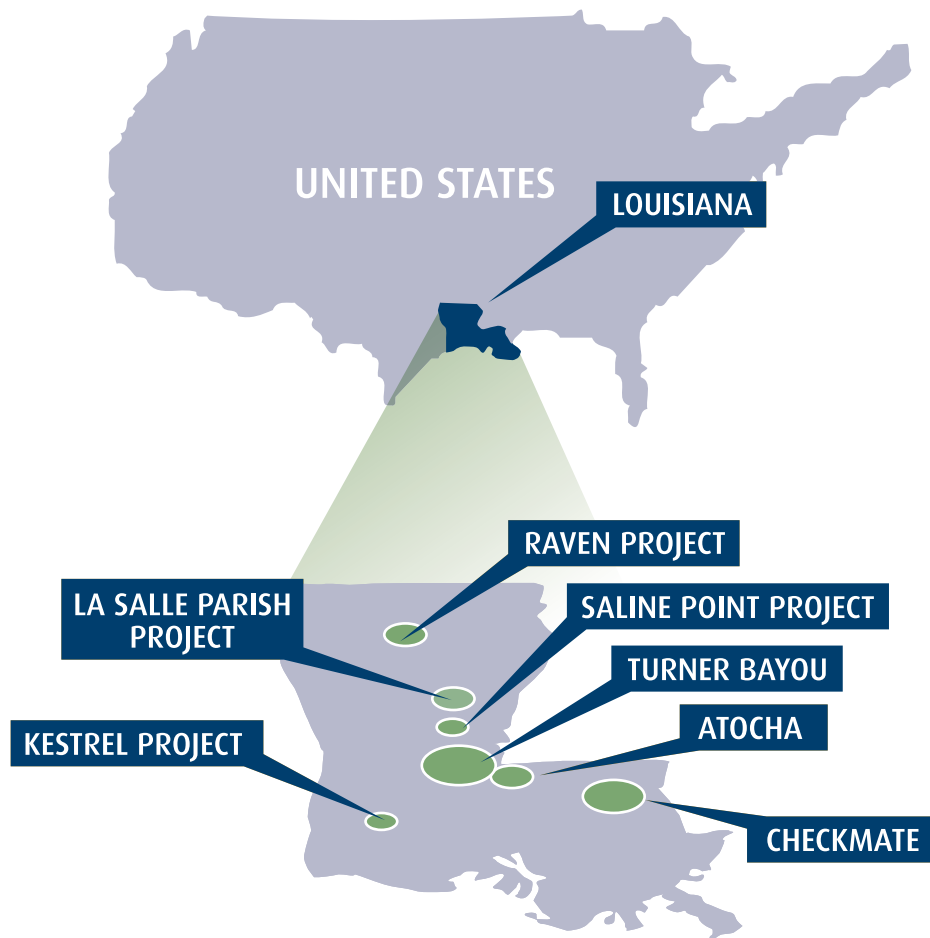 UNITED STATES
LOUISIANA
RAVEN PROJECT
LA SALLE PARISH
PROJECT
SALINE POINT PROJECT
TURNER BAYOU
ATOCHA
KESTREL PROJECT
CHECKMATE